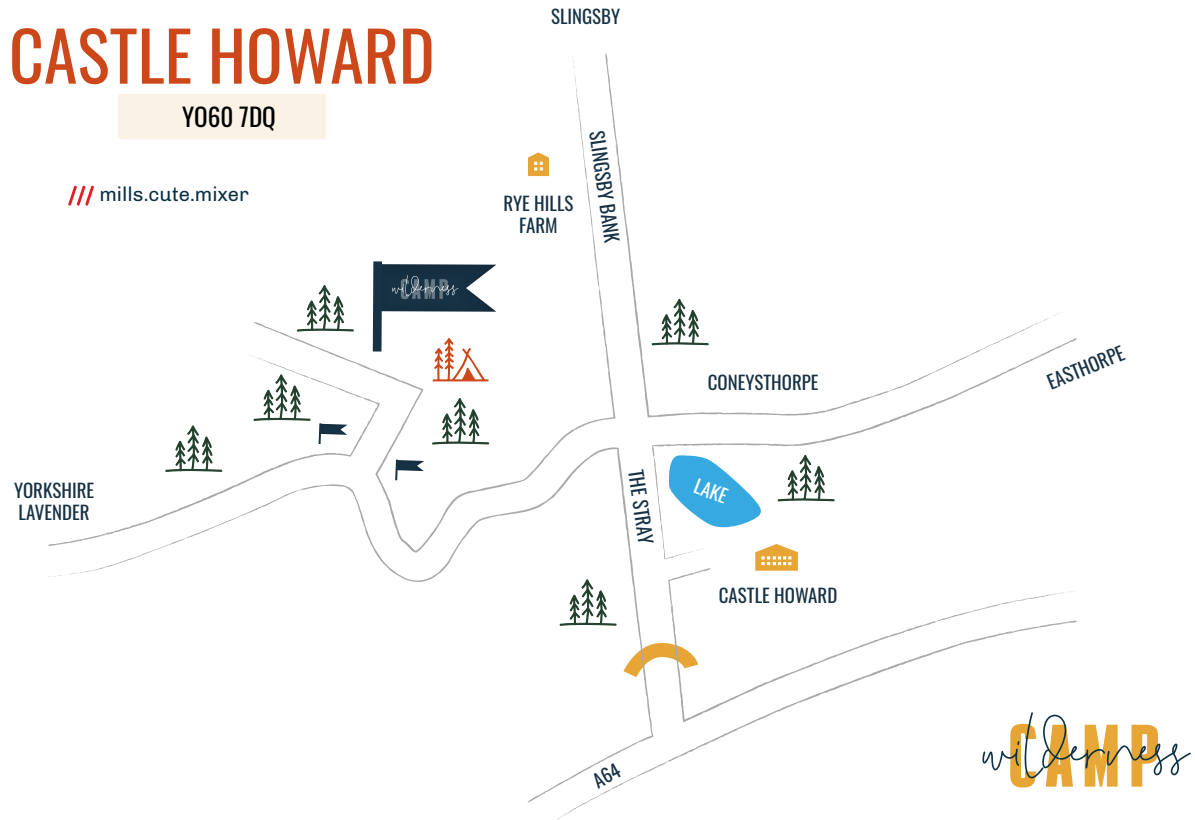 SLINGSBY
CASTLE HOWARD
YO60 7DQ
mills.cute.mixer
SLINGSBY BANK
RYE HILLS
FARM
wilderness
CAMP
CONEYSTHORPE
EASTHORPE
YORKSHIRE
LAVENDER
THE STRAY
LAKE
CASTLE HOWARD
A64
wilderness
CAMP